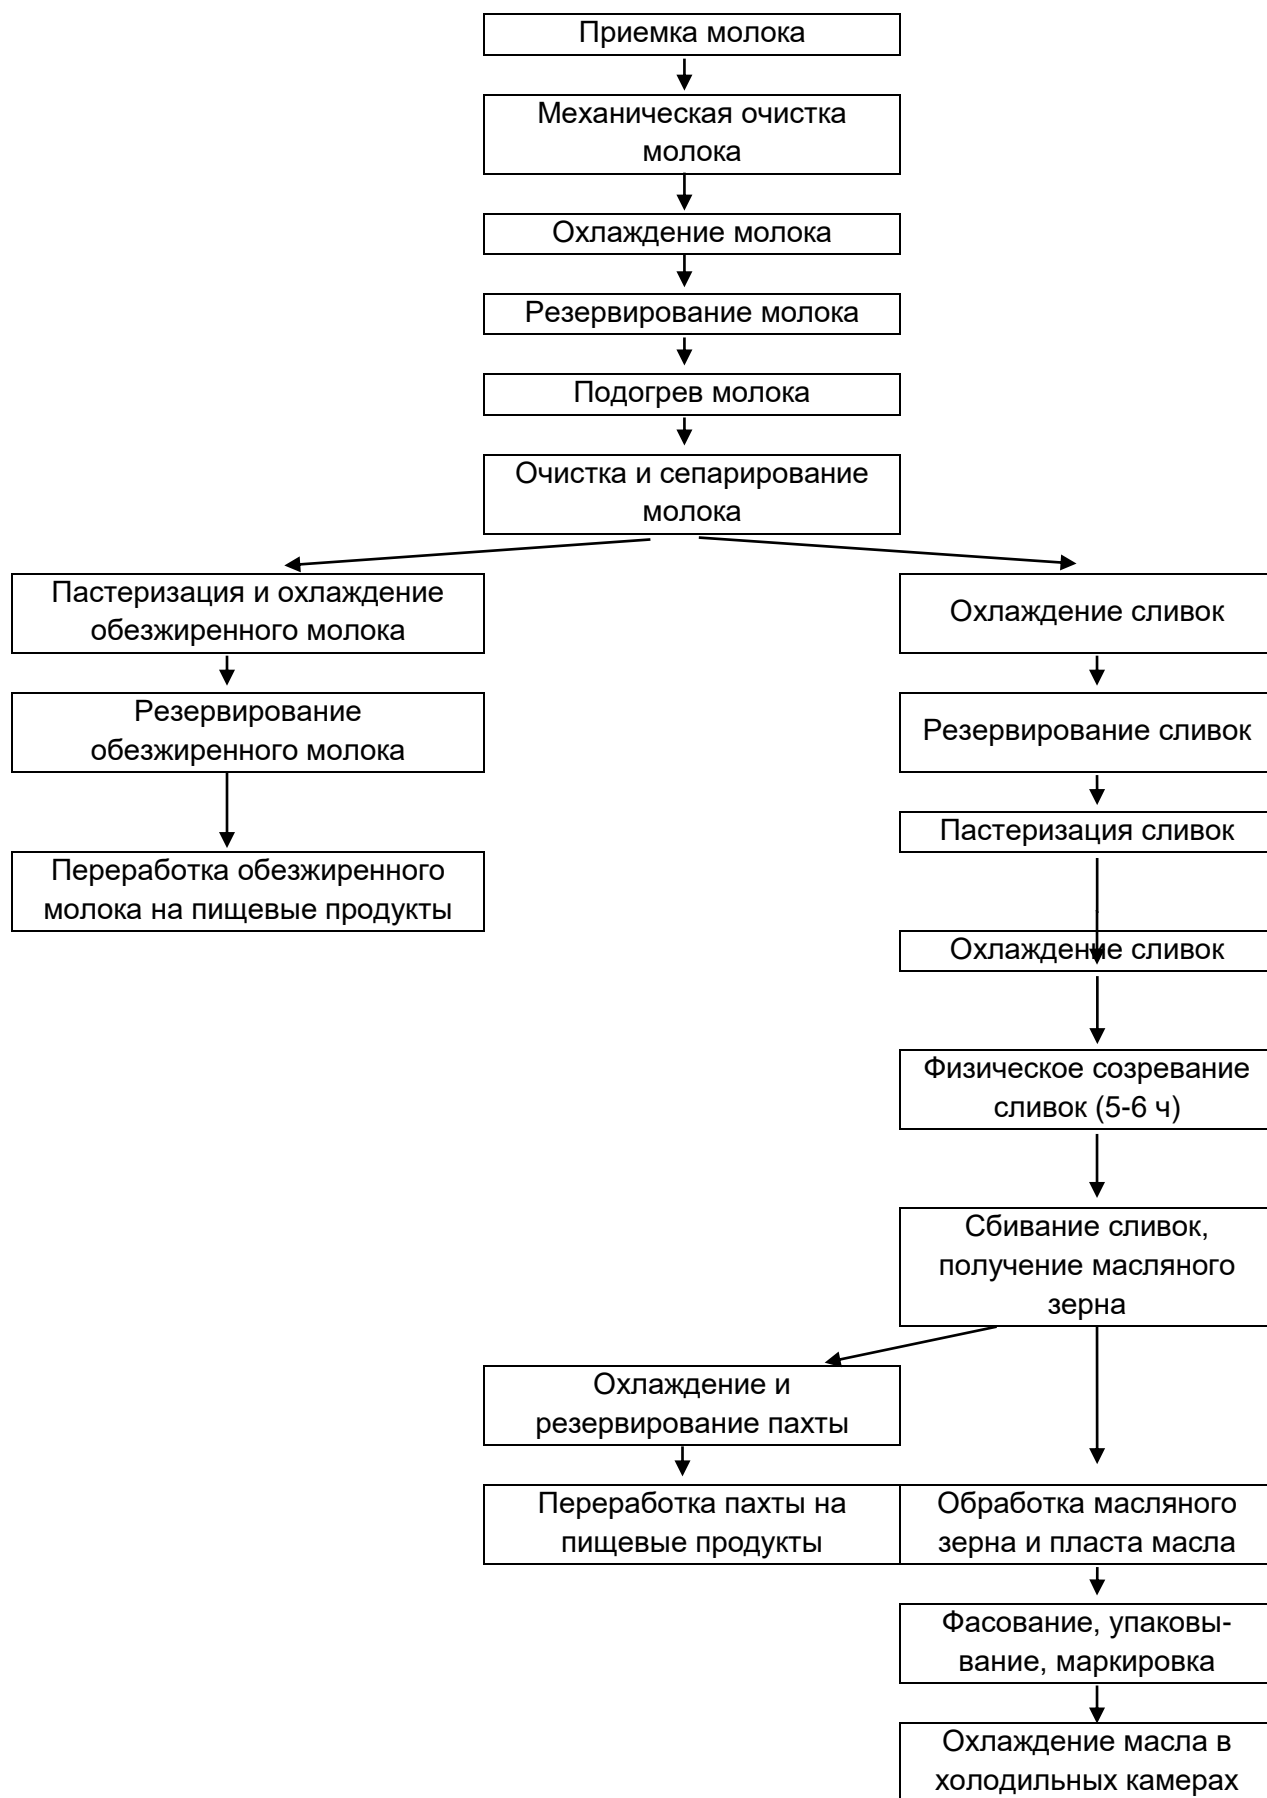 Приемка молока
Механическая очистка
молока
Охлаждение молока
Резервирование молока
Подогрев молока
Очистка и сепарирование
молока
Пастеризация и охлаждение
обезжиренного молока
Охлаждение сливок
Резервирование
обезжиренного молока
Резервирование сливок
Пастеризация сливок
Переработка обезжиренного
молока на пищевые продукты
Охлаждение сливок
Физическое созревание
сливок (5-6 ч)
Сбивание сливок,
получение масляного
зерна
Охлаждение и
резервирование пахты
Переработка пахты на
пищевые продукты
Обработка масляного
зерна и пласта масла
Фасование, упаковы-
вание, маркировка
Охлаждение масла в
холодильных камерах